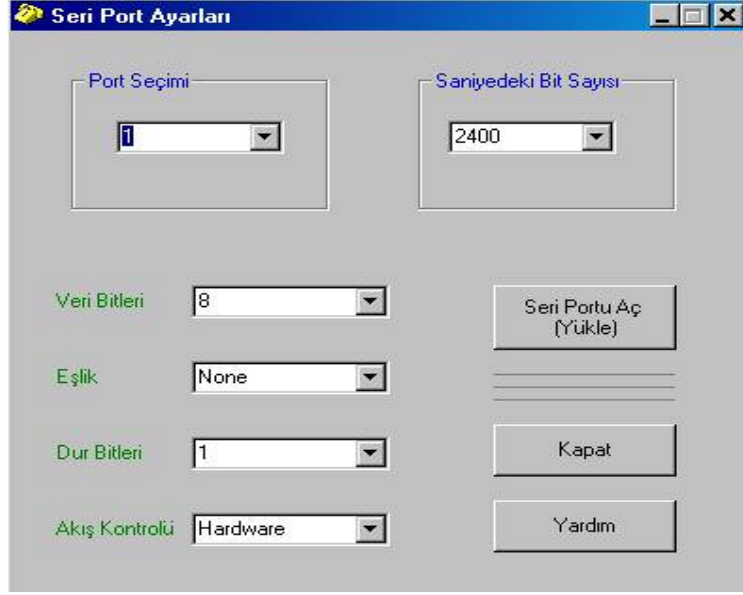 Seri Port Ayarları
Port Seçimi
Saniyedeki Bit Sayısı
1
2400
Veri Bitleri
8
Seri Portu Aç
(Yükle)
Eşlik
None
Dur Bitleri
1
Kapat
Akış Kontrolü
Hardware
Yardım